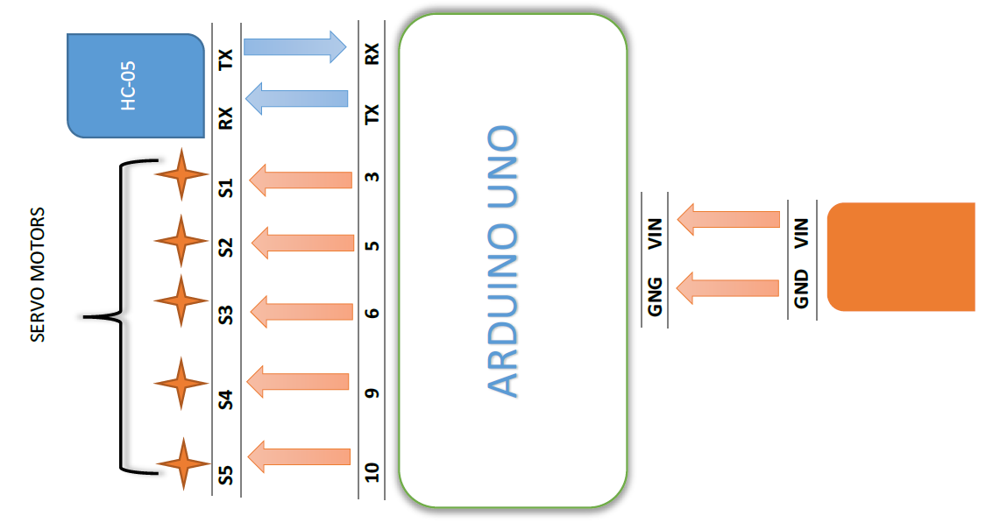 HC-05
TX
RX
RX
TX
SERVO MOTORS
S1
S2
S3
S4
S5
3
5
6
9
10
ARDUINO UNO
VIN
GNG
VIN
GND